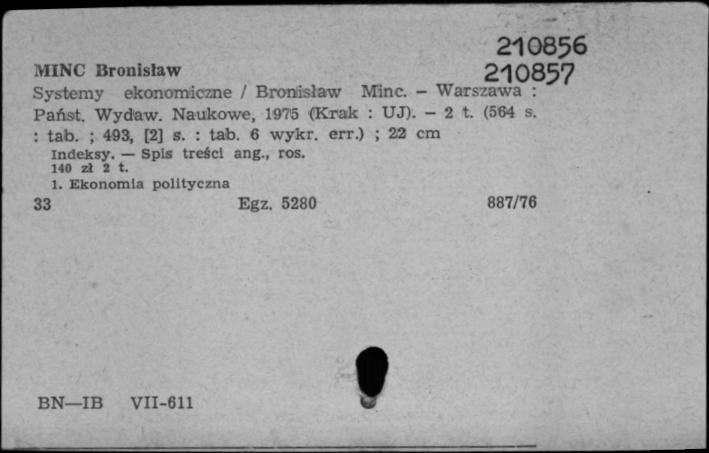 210856
MINC Bronisław 210857
Systemy ekonomiczne / Bronisław Minc. — Warszawa :
Państ. Wydaw. Naukowe, 1975 (Krak : UJ). — 2 t. (564 s.
: tab. ; 493, [2] s. : tab. 6 wykr. err.) ; 22 cm
Indeksy. — Spis treści ang., ros.
140 zł 2 t.
1. Ekonomia polityczna
33 Egz. 5280 887/76
BN—IB VII-611